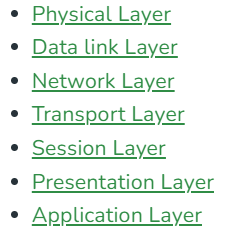 Physical Layer
Data link Layer
Network Layer
Transport Layer
Session Layer
Presentation Layer
Application Layer